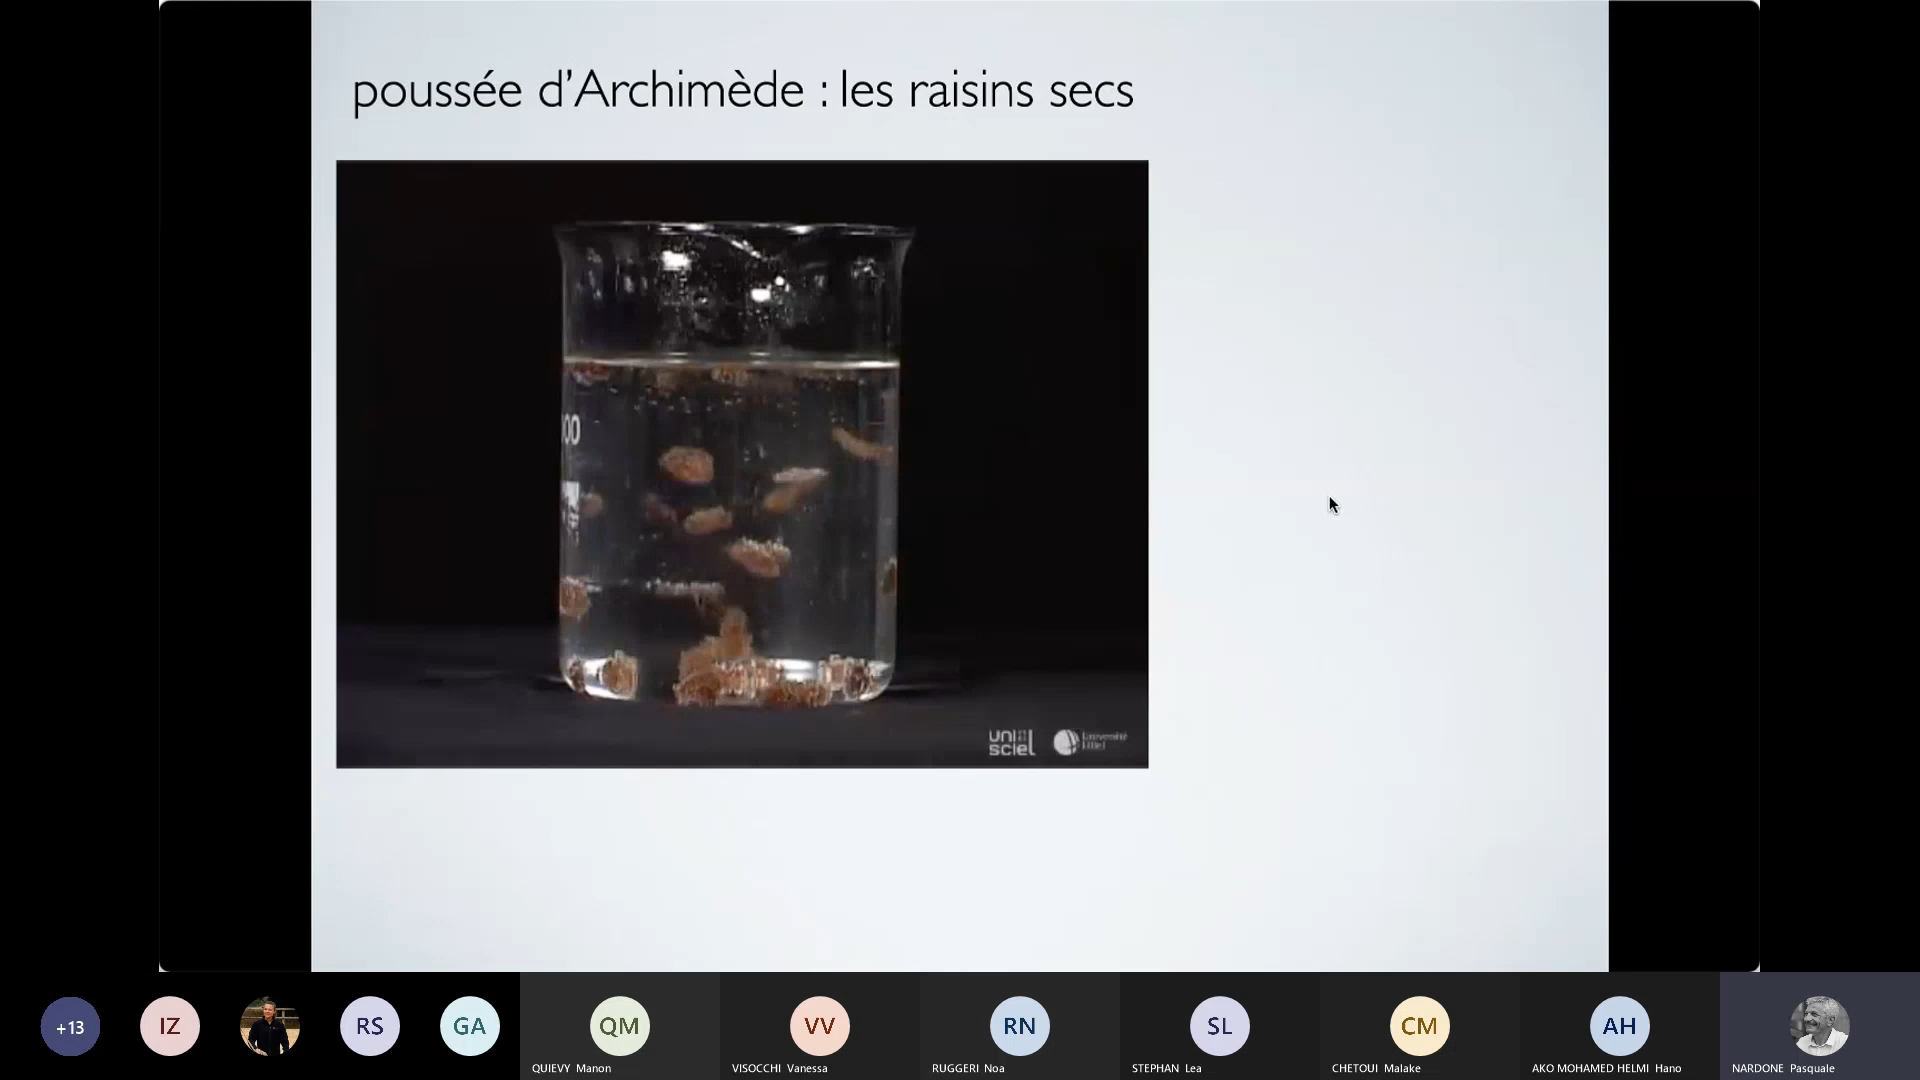 poussée d'Archimède : les raisins secs
00
uni
sciel
Université
+13
IZ
RS
GA
QM
VV
RN
SL
CM
AH
QUIEVY Manon
VISOCCHI Vanessa
RUGGERI Noa
STEPHAN Lea
CHETOUI Malake
AKO MOHAMED HELMI Hano
NARDONE Pasquale